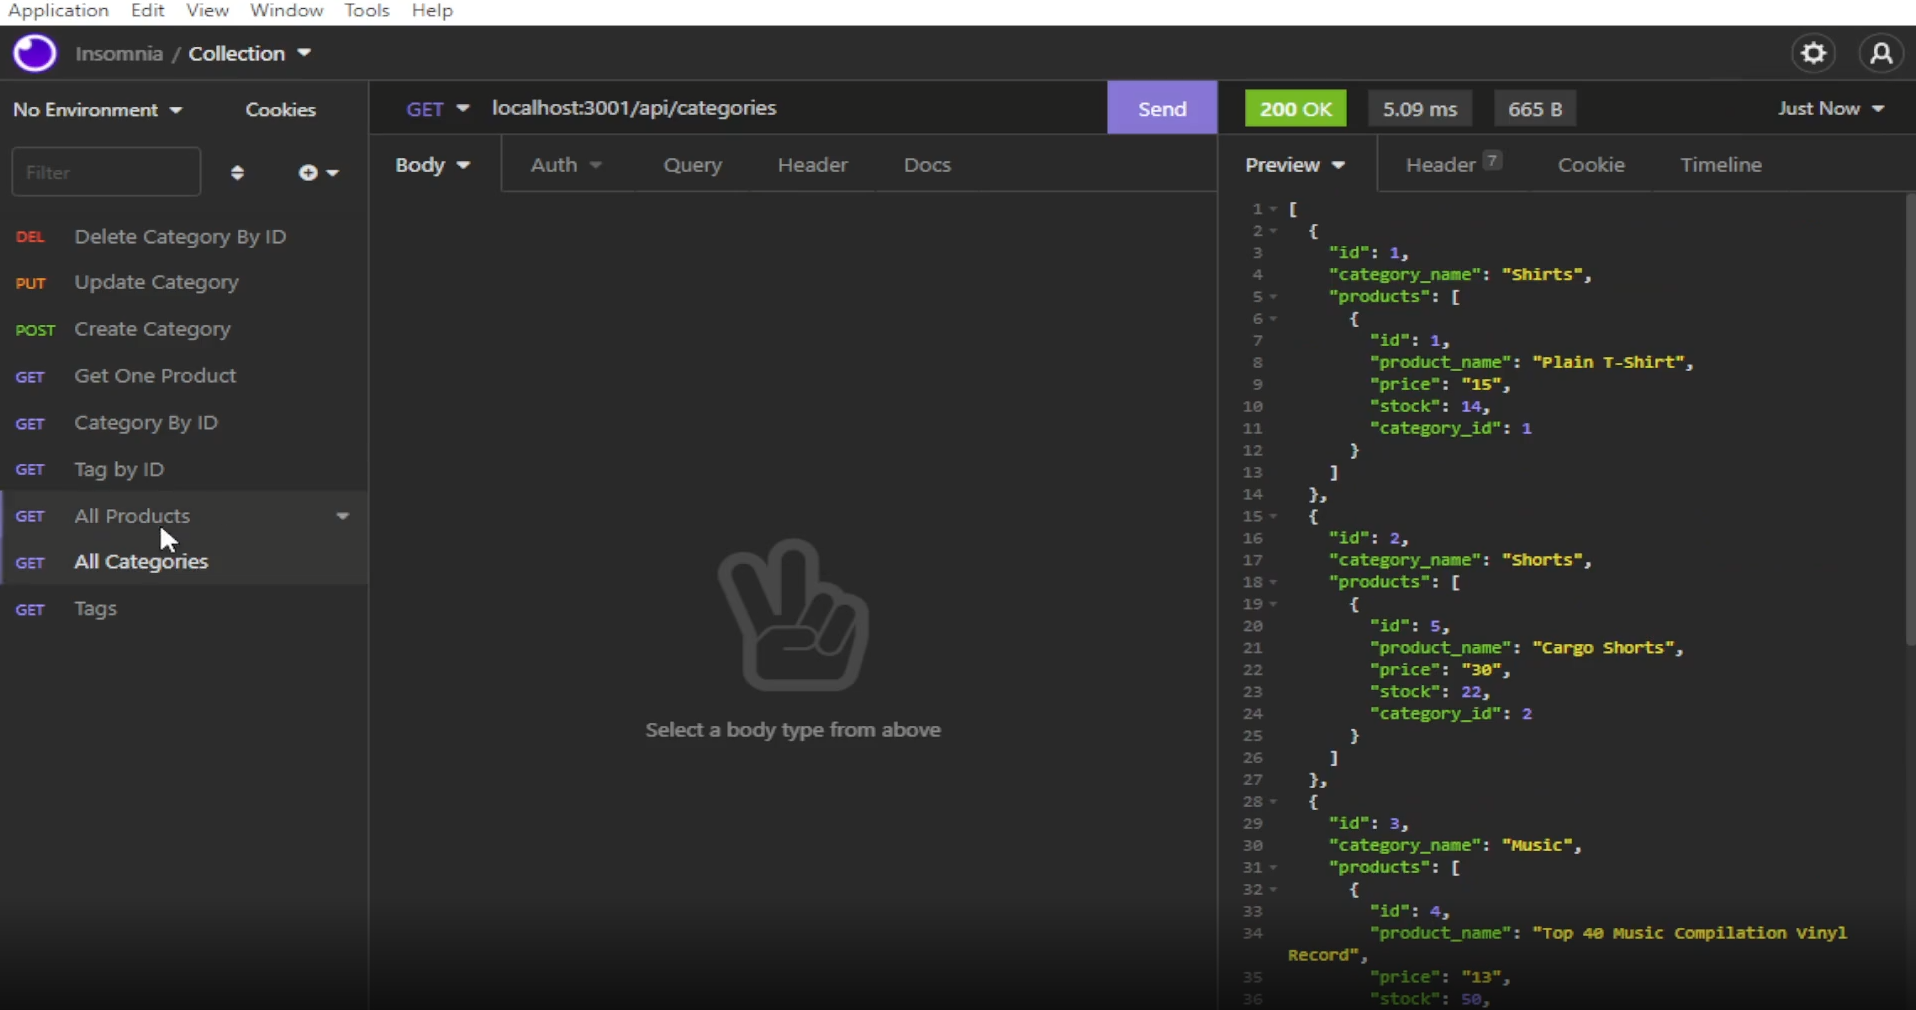 Application Edit View Window Tools Help
Insomnia / Collection
No Environment Cookies
GET localhost:3001/api/categories Send
200 OK 5.09 ms 665 B Just Now
Filter
Body Auth Query Header Docs
Preview Header 7 Cookie Timeline
DEL Delete Category By ID
PUT Update Category
POST Create Category
GET Get One Product
GET Category By ID
GET Tag by ID
GET All Products
GET All Categories
GET Tags
Select a body type from above
1 [
2 {
3 "id": 1,
4 "category_name": "Shirts",
5 "products": [
6 {
7 "id": 1,
8 "product_name": "Plain T-Shirt",
9 "price": "15",
10 "stock": 14,
11 "category_id": 1
12 }
13 ]
14 },
15 {
16 "id": 2,
17 "category_name": "Shorts",
18 "products": [
19 {
20 "id": 5,
21 "product_name": "Cargo Shorts",
22 "price": "30",
23 "stock": 22,
24 "category_id": 2
25 }
26 ]
27 },
28 {
29 "id": 3,
30 "category_name": "Music",
31 "products": [
32 {
33 "id": 4,
34 "product_name": "Top 40 Music Compilation Vinyl
Record",
35 "price": "13",
36 "stock": 50,